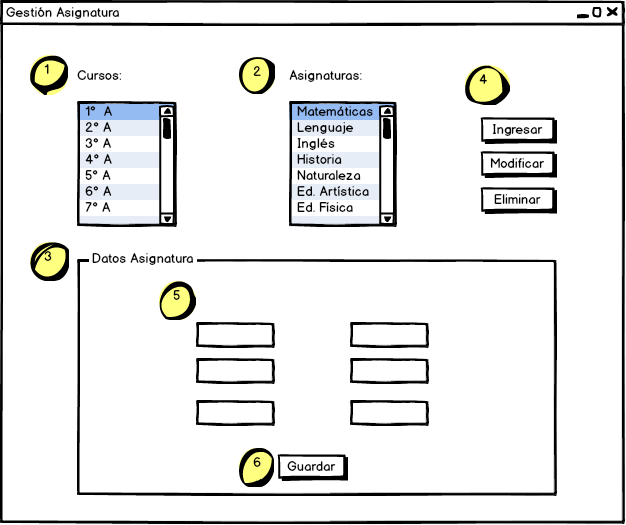 Gestión Asignatura
1
Cursos:
2
Asignaturas:
4
1° A
2° A
3° A
4° A
5° A
6° A
7° A
Matemáticas
Lenguaje
Inglés
Historia
Naturaleza
Ed. Artística
Ed. Física
Ingresar
Modificar
Eliminar
3
Datos Asignatura
5
6
Guardar